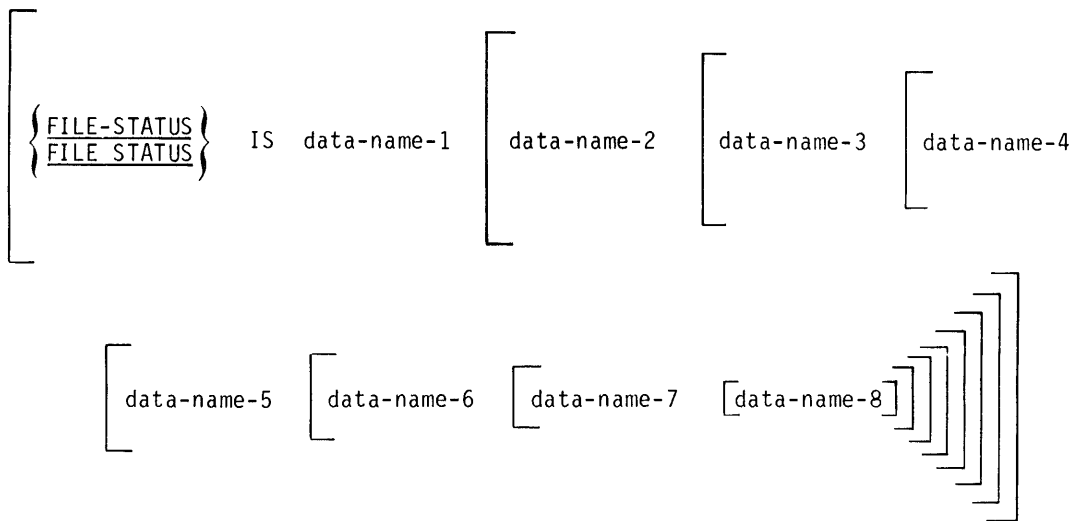 FILE-STATUS
FILE STATUS
IS data-name-1 data-name-2 data-name-3 data-name-4
data-name-5 data-name-6 data-name-7 data-name-8